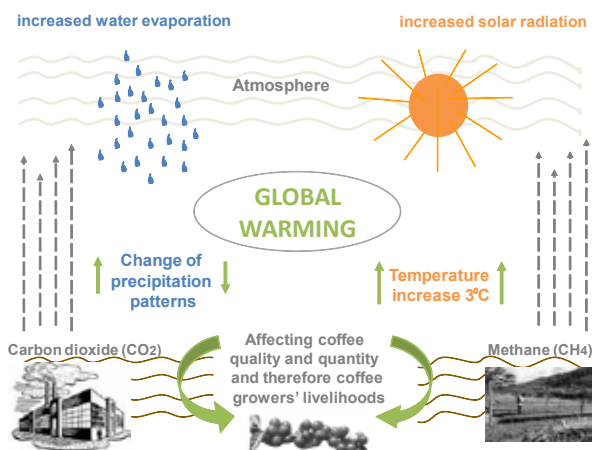 increased water evaporation
increased solar radiation
Atmosphere
GLOBAL
WARMING
Change of
precipitation
patterns
Temperature
increase 3ºC
Carbon dioxide (CO2)
Affecting coffee
quality and quantity
and therefore coffee
growers' livelihoods
Methane (CH4)